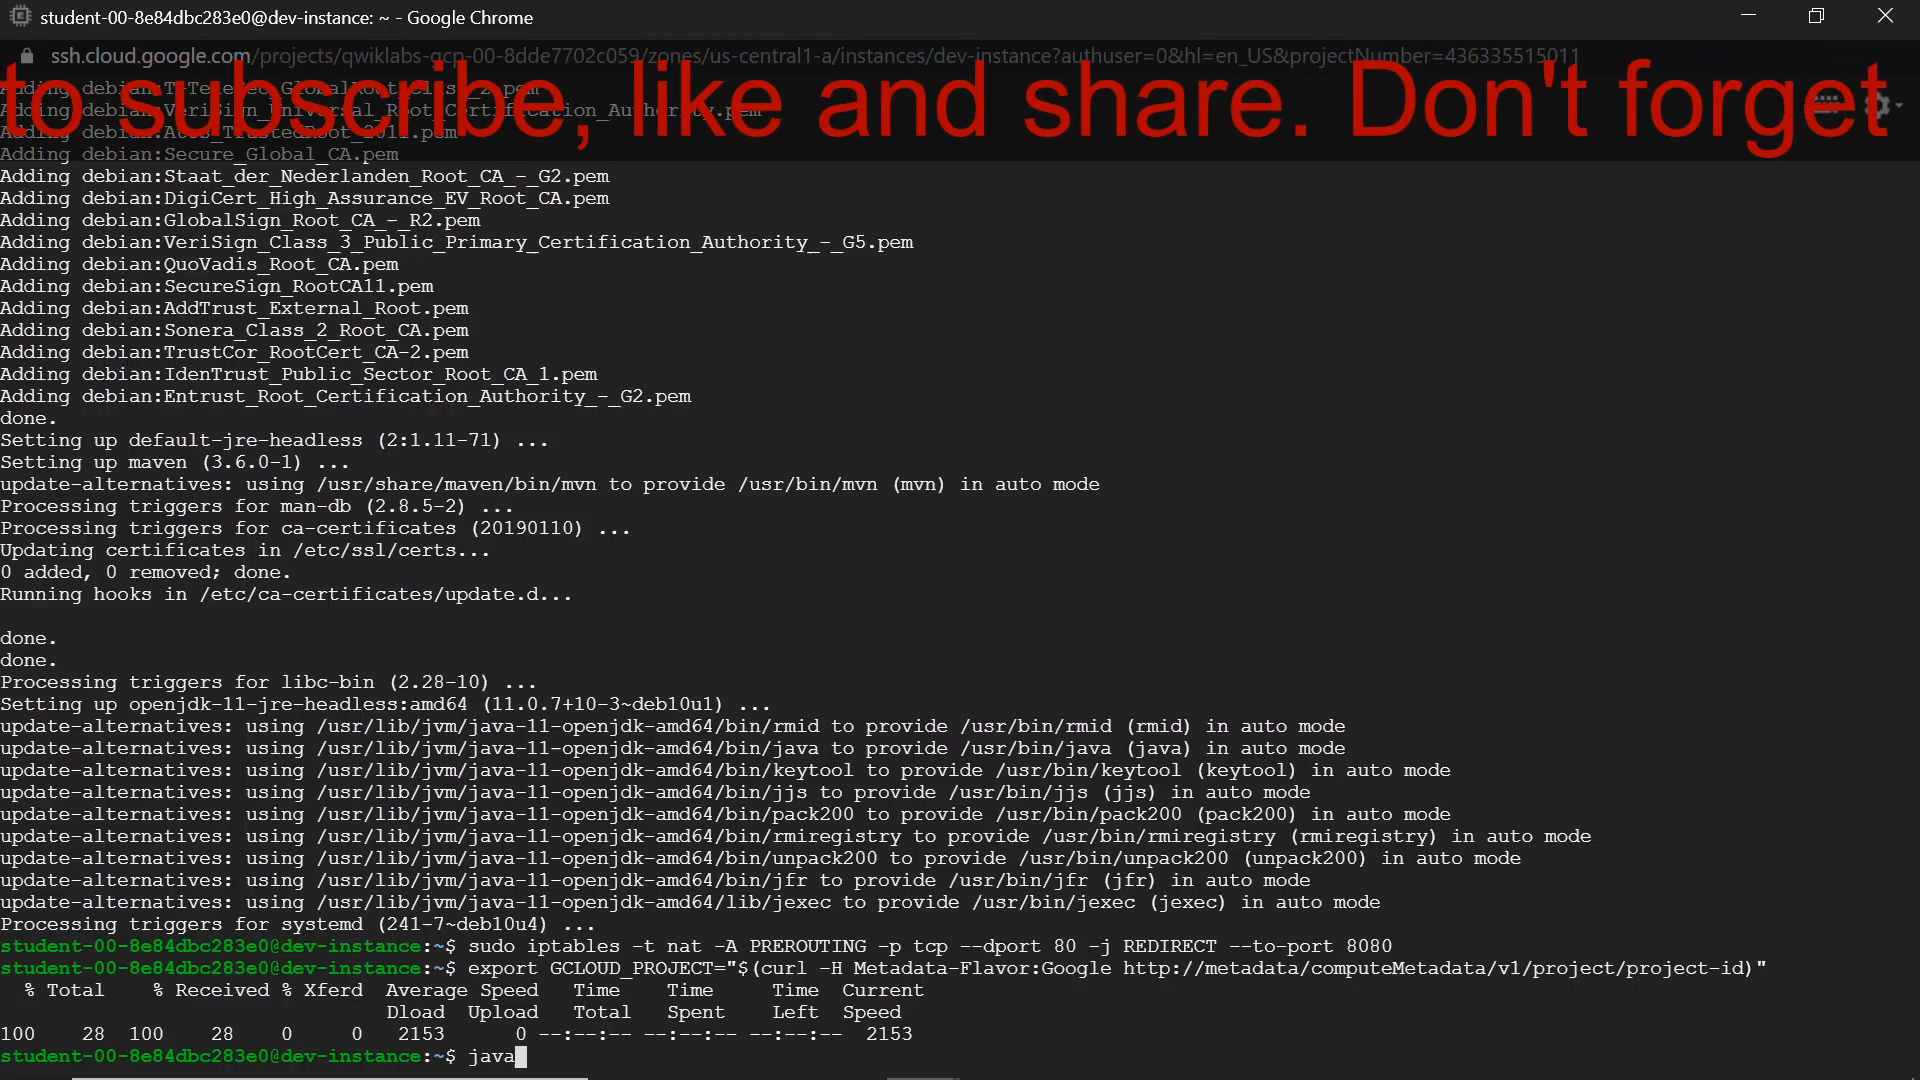 student-00-8e84dbc283e0@dev-instance: ~ - Google Chrome
ssh.cloud.google.com/projects/qwiklabs-gcp-00-8dde7702c059/zones/us-central1-a/instances/dev-instance?authuser=0&hl=en_US&projectNumber=436335515011
to subscribe, like and share. Don't forget
Adding debian:T-TeleSec_GlobalRoot_Class_2.pem
Adding debian:VeriSign_Universal_Root_Certification_Authority.pem
Adding debian:Atos_TrustedRoot_2011.pem
Adding debian:Secure_Global_CA.pem
Adding debian:Staat_der_Nederlanden_Root_CA_-_G2.pem
Adding debian:DigiCert_High_Assurance_EV_Root_CA.pem
Adding debian:GlobalSign_Root_CA_-_R2.pem
Adding debian:VeriSign_Class_3_Public_Primary_Certification_Authority_-_G5.pem
Adding debian:QuoVadis_Root_CA.pem
Adding debian:SecureSign_RootCA11.pem
Adding debian:AddTrust_External_Root.pem
Adding debian:Sonera_Class_2_Root_CA.pem
Adding debian:TrustCor_RootCert_CA-2.pem
Adding debian:IdenTrust_Public_Sector_Root_CA_1.pem
Adding debian:Entrust_Root_Certification_Authority_-_G2.pem
done.
Setting up default-jre-headless (2:1.11-71) ...
Setting up maven (3.6.0-1) ...
update-alternatives: using /usr/share/maven/bin/mvn to provide /usr/bin/mvn (mvn) in auto mode
Processing triggers for man-db (2.8.5-2) ...
Processing triggers for ca-certificates (20190110) ...
Updating certificates in /etc/ssl/certs...
0 added, 0 removed; done.
Running hooks in /etc/ca-certificates/update.d...
done.
done.
Processing triggers for libc-bin (2.28-10) ...
Setting up openjdk-11-jre-headless:amd64 (11.0.7+10-3~deb10u1) ...
update-alternatives: using /usr/lib/jvm/java-11-openjdk-amd64/bin/rmid to provide /usr/bin/rmid (rmid) in auto mode
update-alternatives: using /usr/lib/jvm/java-11-openjdk-amd64/bin/java to provide /usr/bin/java (java) in auto mode
update-alternatives: using /usr/lib/jvm/java-11-openjdk-amd64/bin/keytool to provide /usr/bin/keytool (keytool) in auto mode
update-alternatives: using /usr/lib/jvm/java-11-openjdk-amd64/bin/jjs to provide /usr/bin/jjs (jjs) in auto mode
update-alternatives: using /usr/lib/jvm/java-11-openjdk-amd64/bin/pack200 to provide /usr/bin/pack200 (pack200) in auto mode
update-alternatives: using /usr/lib/jvm/java-11-openjdk-amd64/bin/rmiregistry to provide /usr/bin/rmiregistry (rmiregistry) in auto mode
update-alternatives: using /usr/lib/jvm/java-11-openjdk-amd64/bin/unpack200 to provide /usr/bin/unpack200 (unpack200) in auto mode
update-alternatives: using /usr/lib/jvm/java-11-openjdk-amd64/bin/jfr to provide /usr/bin/jfr (jfr) in auto mode
update-alternatives: using /usr/lib/jvm/java-11-openjdk-amd64/lib/jexec to provide /usr/bin/jexec (jexec) in auto mode
Processing triggers for systemd (241-7~deb10u4) ...
student-00-8e84dbc283e0@dev-instance:~$ sudo iptables -t nat -A PREROUTING -p tcp --dport 80 -j REDIRECT --to-port 8080
student-00-8e84dbc283e0@dev-instance:~$ export GCLOUD_PROJECT="$(curl -H Metadata-Flavor:Google http://metadata/computeMetadata/v1/project/project-id)"
% Total % Received % Xferd Average Speed Time Time Time Current
Dload Upload Total Spent Left Speed
100 28 100 28 0 0 2153 0 --:--:-- --:--:-- --:--:-- 2153
student-00-8e84dbc283e0@dev-instance:~$ java